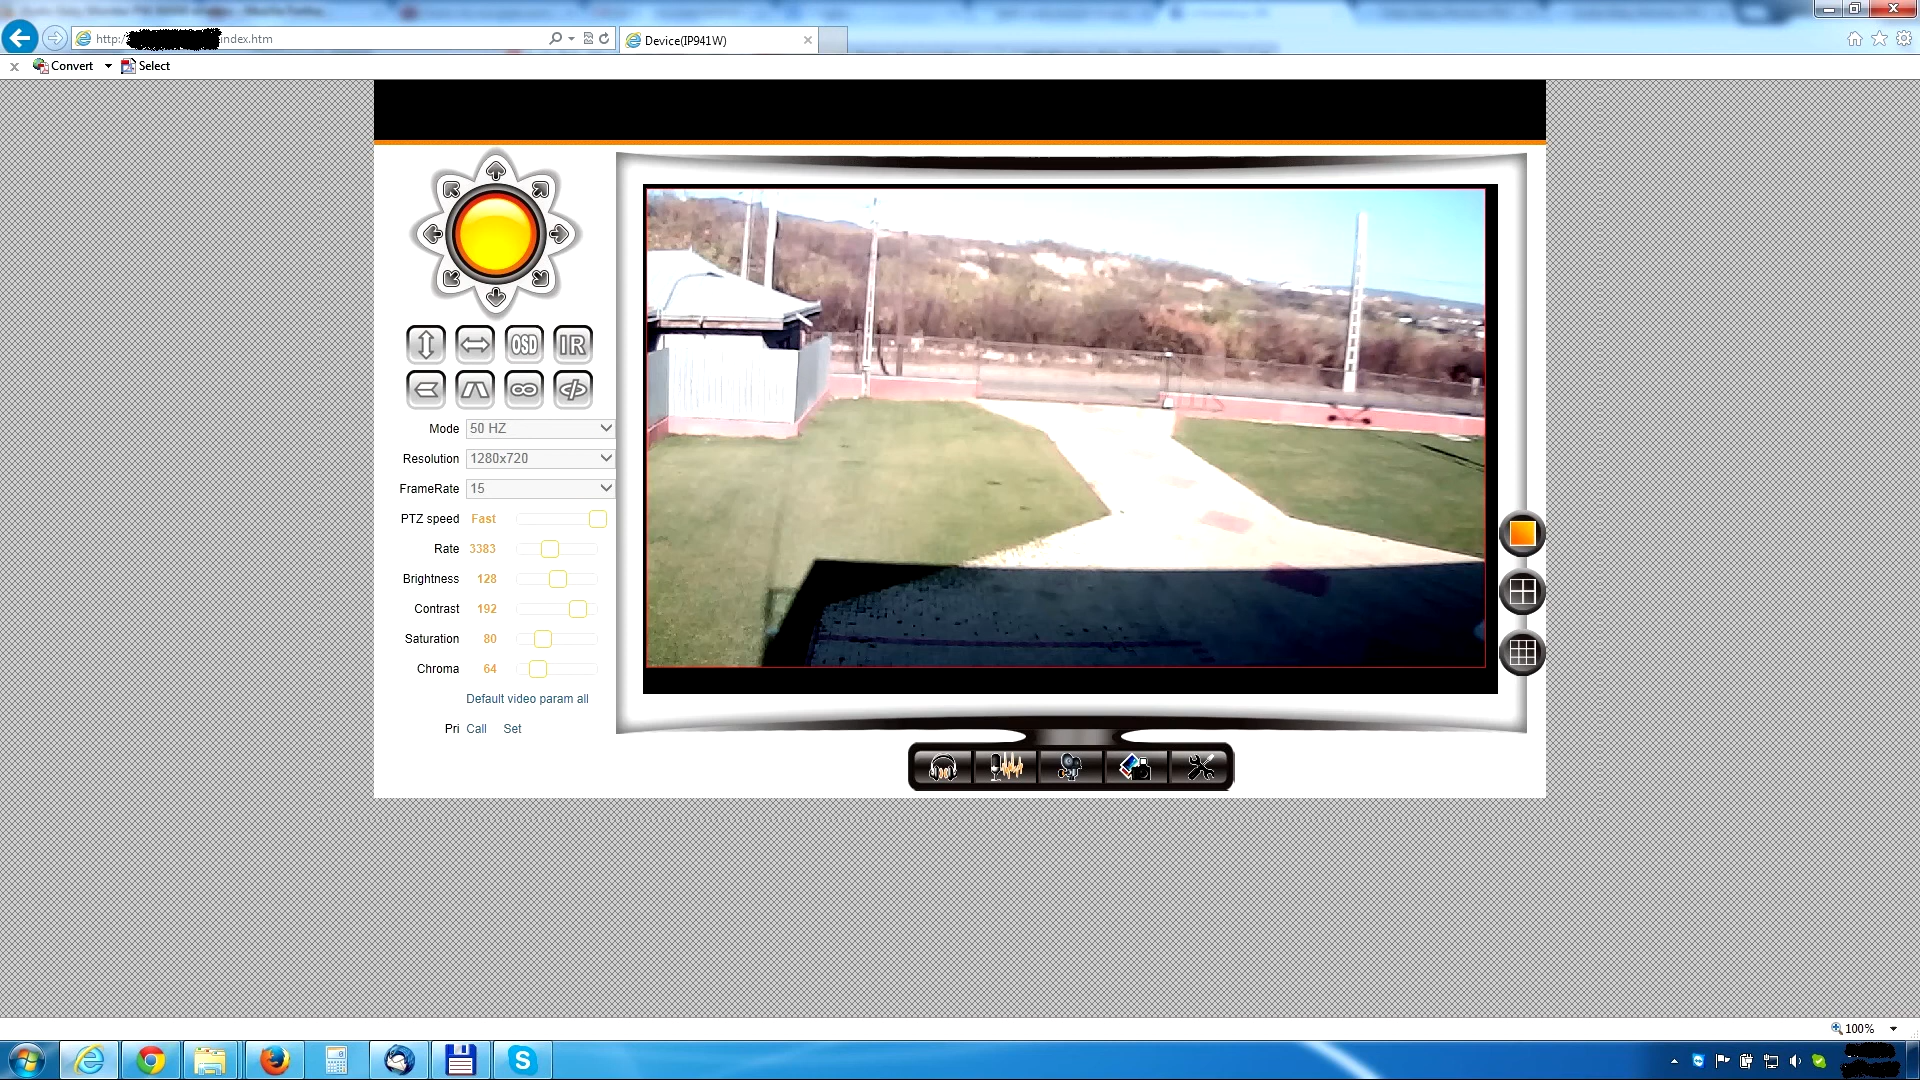 http:/ index.htm
Device(IP941W)
Convert Select
OSD IR
Mode 50 HZ
Resolution 1280x720
FrameRate 15
PTZ speed Fast
Rate 3383
Brightness 128
Contrast 192
Saturation 80
Chroma 64
Default video param all
Pri Call Set
100%